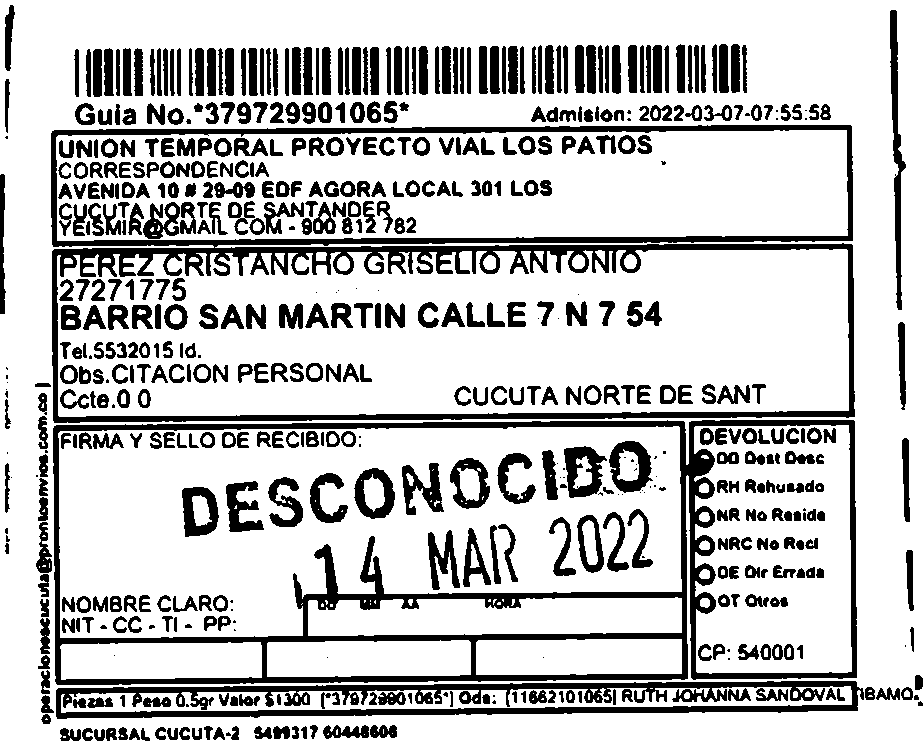 Guia No.*379729901065*
Admision: 2022-03-07-07:55:58
UNION TEMPORAL PROYECTO VIAL LOS PATIOS
CORRESPONDENCIA
AVENIDA 10 # 29-09 EDF AGORA LOCAL 301 LOS
CUCUTA NORTE DE SANTANDER
YEISMIR@GMAIL COM - 900 812 782
PEREZ CRISTANCHO GRISELIO ANTONIO
27271775
BARRIO SAN MARTIN CALLE 7 N 7 54
Tel.5532015 Id.
Obs.CITACION PERSONAL
Ccte.0 0
CUCUTA NORTE DE SANT
operacionescucuta@prontoenvios.com.co
FIRMA Y SELLO DE RECIBIDO:
DESCONOCIDO
14 MAR 2022
DD MM AA HORA
NOMBRE CLARO:
NIT - CC - TI - PP:
DEVOLUCION
DD Dest Desc
RH Rehusado
NR No Reside
NRC No Recl
DE Dir Errada
OT Otros
CP: 540001
Piezas 1 Peso 0.5gr Valor $1300 [*379729901065*] Ods: [11662101065] RUTH JOHANNA SANDOVAL TIBAMO.
SUCURSAL CUCUTA-2 5499317 60448608